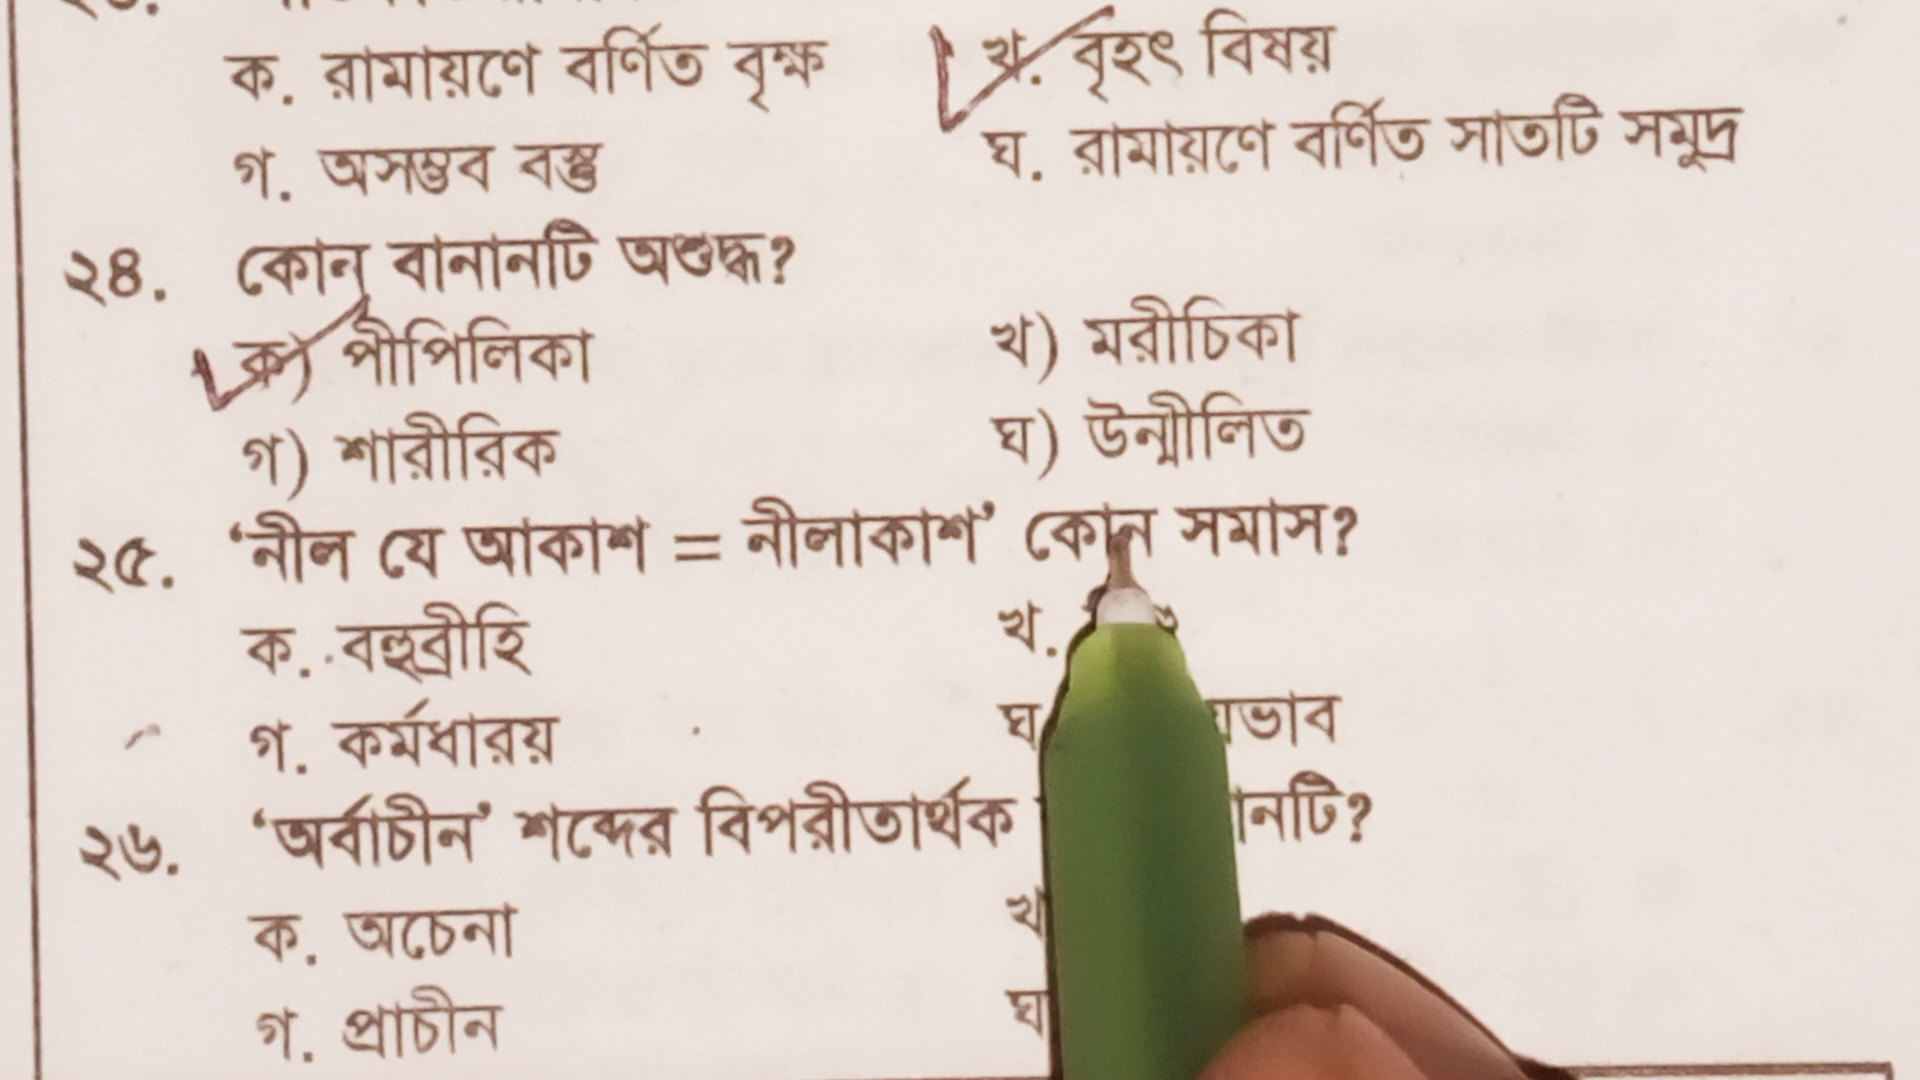 ক. রামায়ণে বর্ণিত বৃক্ষ খ. বৃহৎ বিষয়
গ. অসম্ভব বস্তু ঘ. রামায়ণে বর্ণিত সাতটি সমুদ্র
২৪. কোন্ বানানটি অশুদ্ধ?
ক) পীপিলিকা খ) মরীচিকা
গ) শারীরিক ঘ) উন্মীলিত
২৫. ‘নীল যে আকাশ = নীলাকাশ’ কোন সমাস?
ক. বহুব্রীহি খ.
গ. কর্মধারয় ঘ
২৬. ‘অর্বাচীন’ শব্দের বিপরীতার্থক
ক. অচেনা খ
গ. প্রাচীন ঘ